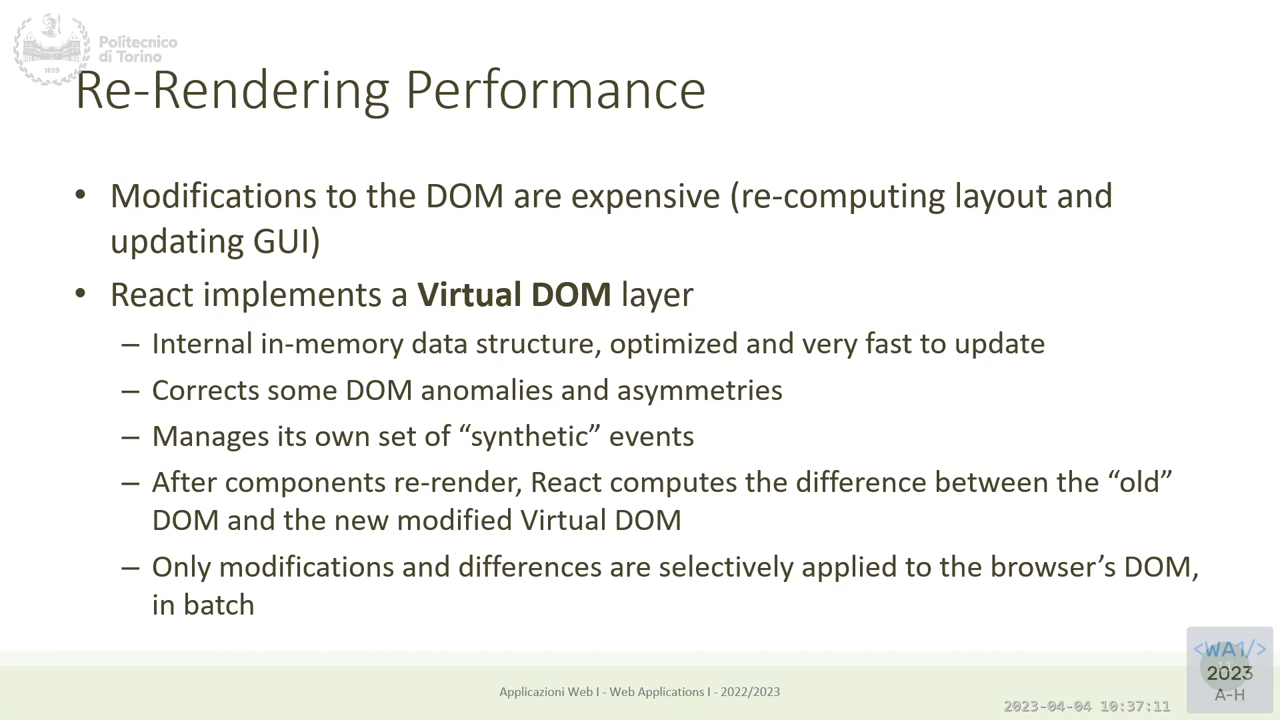 Politecnico
di Torino
1859
Re-Rendering Performance
• Modifications to the DOM are expensive (re-computing layout and
updating GUI)
• React implements a Virtual DOM layer
– Internal in-memory data structure, optimized and very fast to update
– Corrects some DOM anomalies and asymmetries
– Manages its own set of “synthetic” events
– After components re-render, React computes the difference between the “old”
DOM and the new modified Virtual DOM
– Only modifications and differences are selectively applied to the browser’s DOM,
in batch
Applicazioni Web I - Web Applications I - 2022/2023
2023-04-04 10:37:11
<WA1/>
2023
A-H